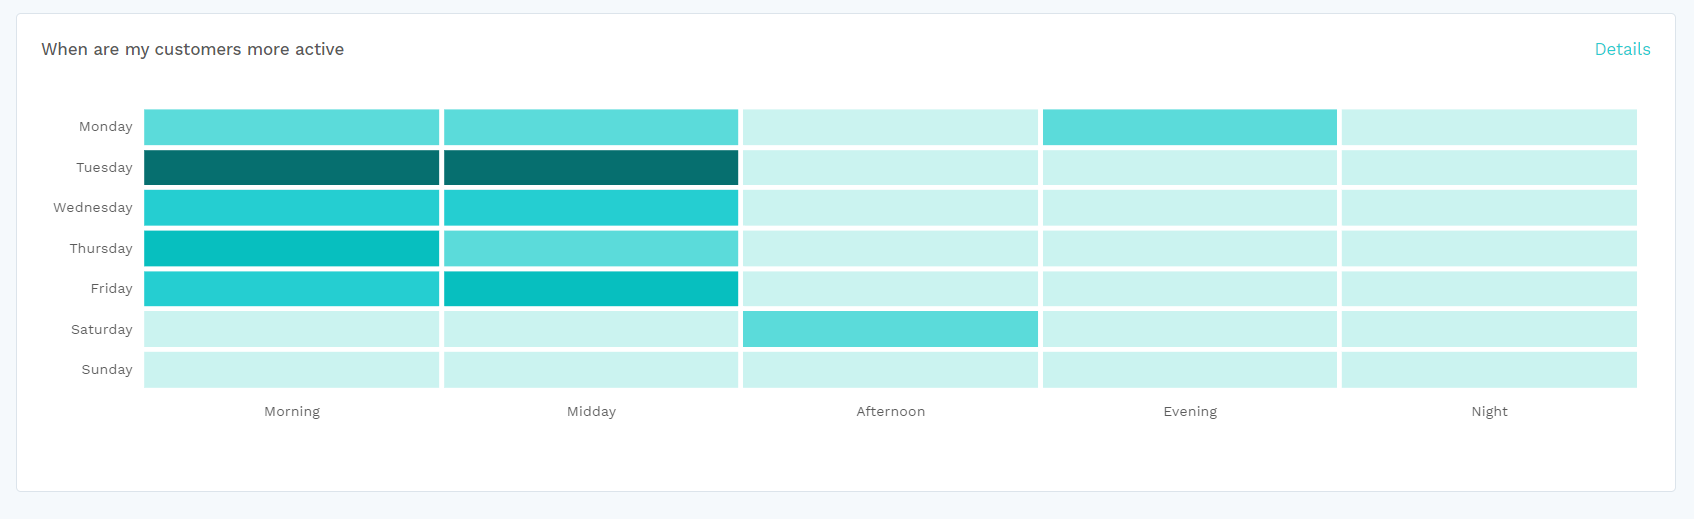 When are my customers more active
Details
Monday
Tuesday
Wednesday
Thursday
Friday
Saturday
Sunday
Morning Midday Afternoon Evening Night